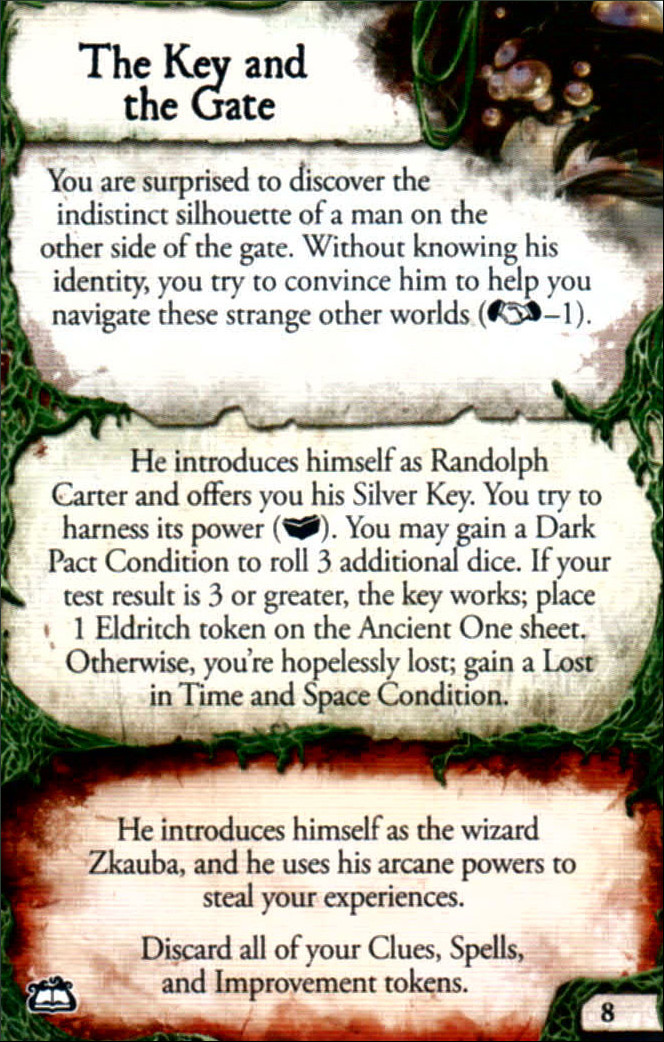 The Key and
the Gate
You are surprised to discover the
indistinct silhouette of a man on the
other side of the gate. Without knowing his
identity, you try to convince him to help you
navigate these strange other worlds (–1).
He introduces himself as Randolph
Carter and offers you his Silver Key. You try to
harness its power (). You may gain a Dark
Pact Condition to roll 3 additional dice. If your
test result is 3 or greater, the key works; place
1 Eldritch token on the Ancient One sheet.
Otherwise, you're hopelessly lost; gain a Lost
in Time and Space Condition.
He introduces himself as the wizard
Zkauba, and he uses his arcane powers to
steal your experiences.
Discard all of your Clues, Spells,
and Improvement tokens.
8